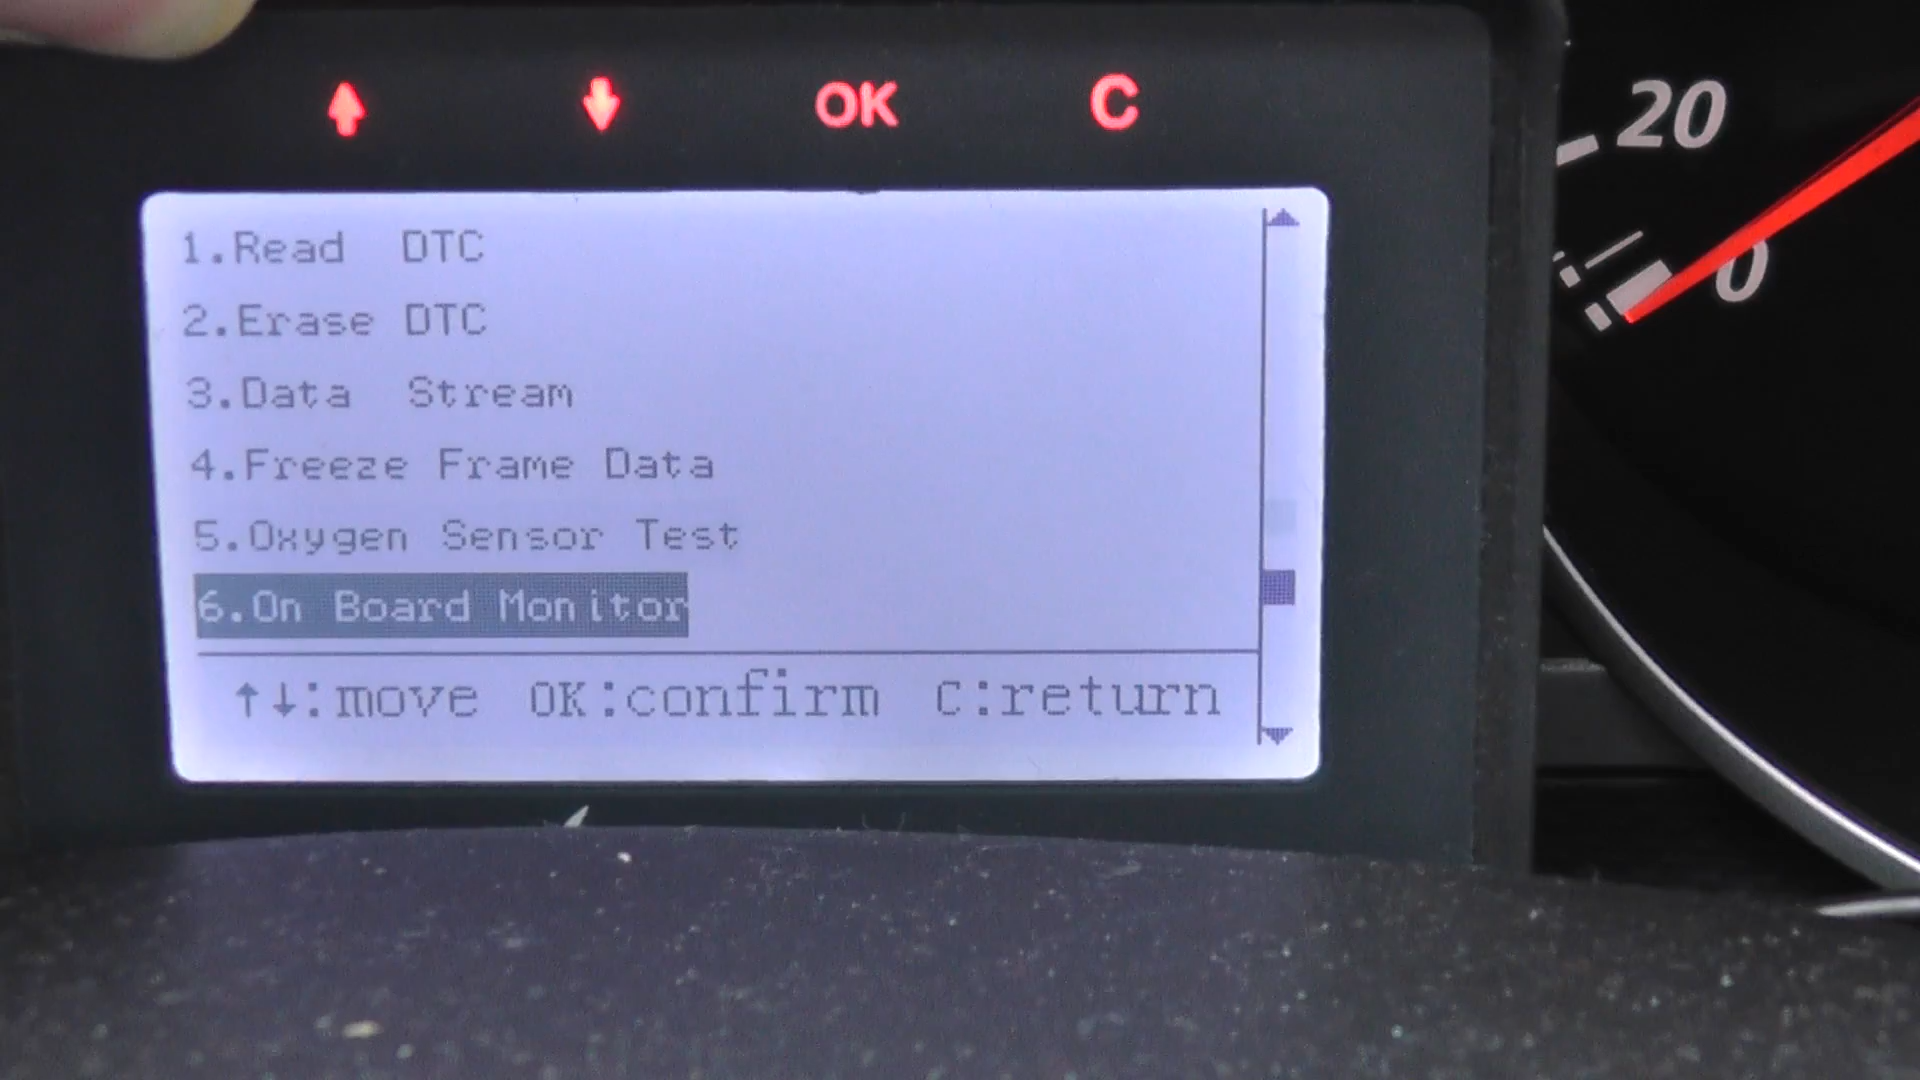 ↑ ↓ OK C
1.Read DTC
2.Erase DTC
3.Data Stream
4.Freeze Frame Data
5.Oxygen Sensor Test
6.On Board Monitor
↑↓:move OK:confirm C:return
20
0